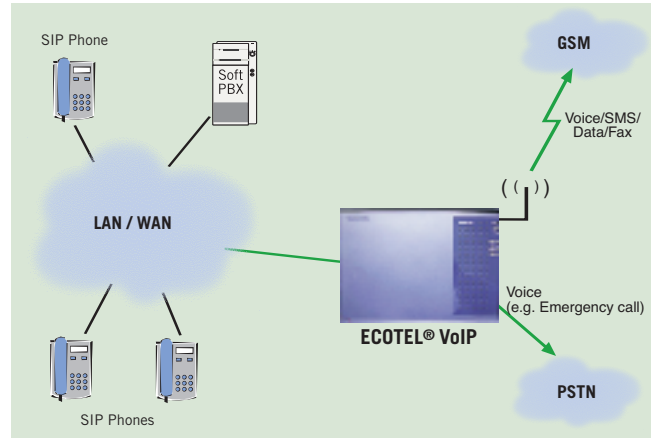 SIP Phone
Soft
PBX
GSM
Voice/SMS/
Data/Fax
LAN / WAN
Voice
(e.g. Emergency call)
ECOTEL® VoIP
PSTN
SIP Phones